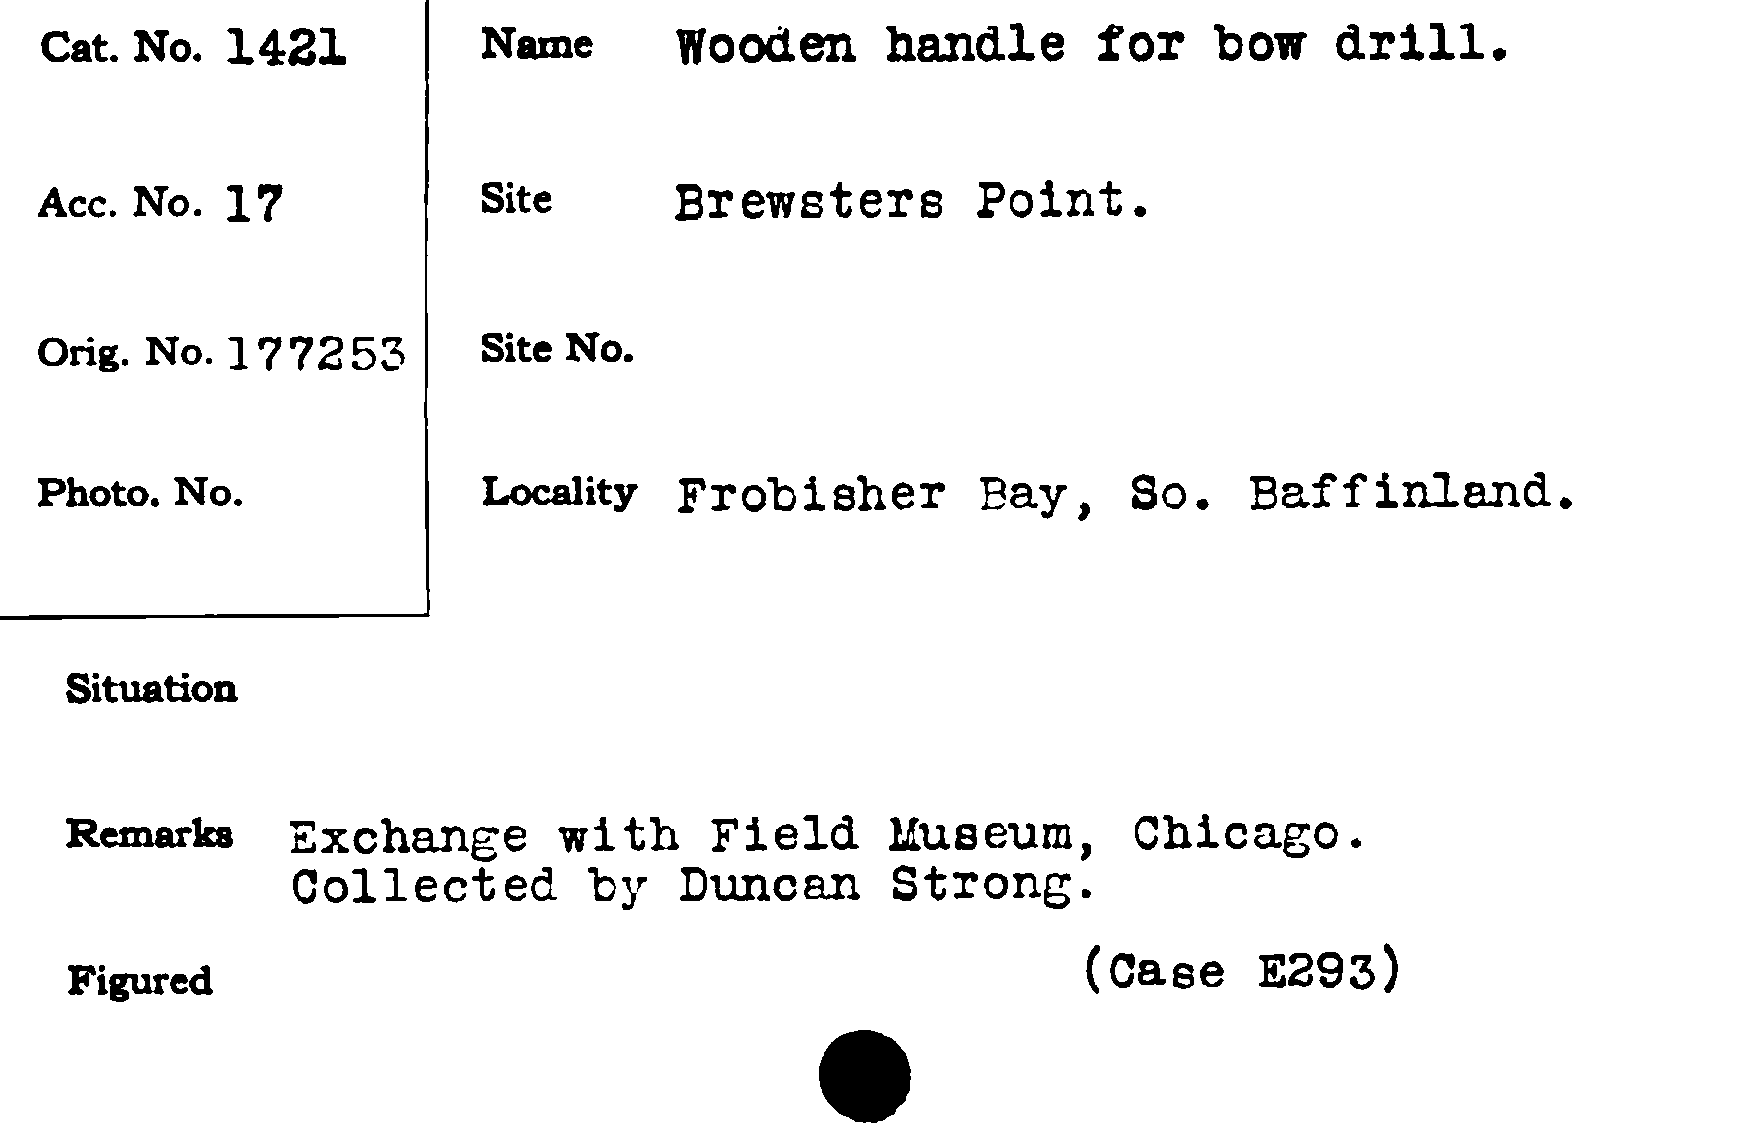 Cat. No. 1421
Name Wooden handle for bow drill.
Acc. No. 17
Site Brewsters Point.
Orig. No. 177253
Site No.
Photo. No.
Locality Frobisher Bay, So. Baffinland.
Situation
Remarks Exchange with Field Museum, Chicago.
Collected by Duncan Strong.
Figured
(Case E293)